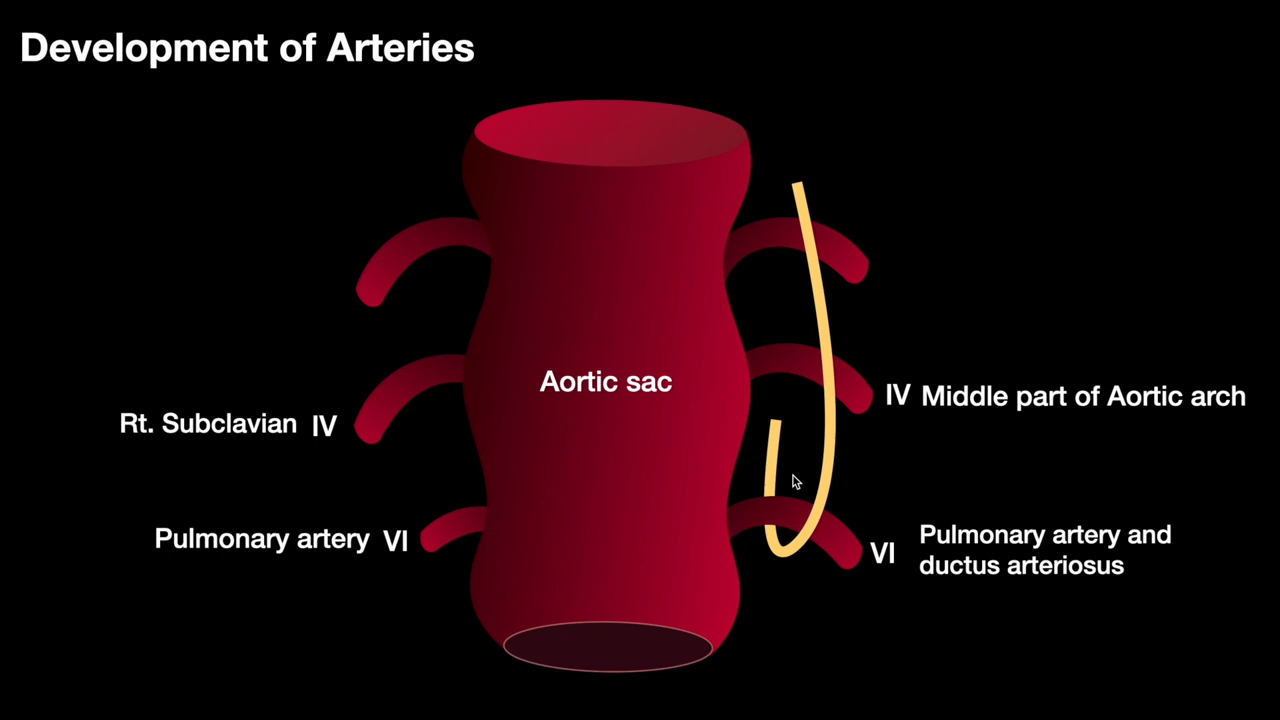 Development of Arteries
Aortic sac
Rt. Subclavian IV
IV Middle part of Aortic arch
Pulmonary artery VI
VI Pulmonary artery and
ductus arteriosus